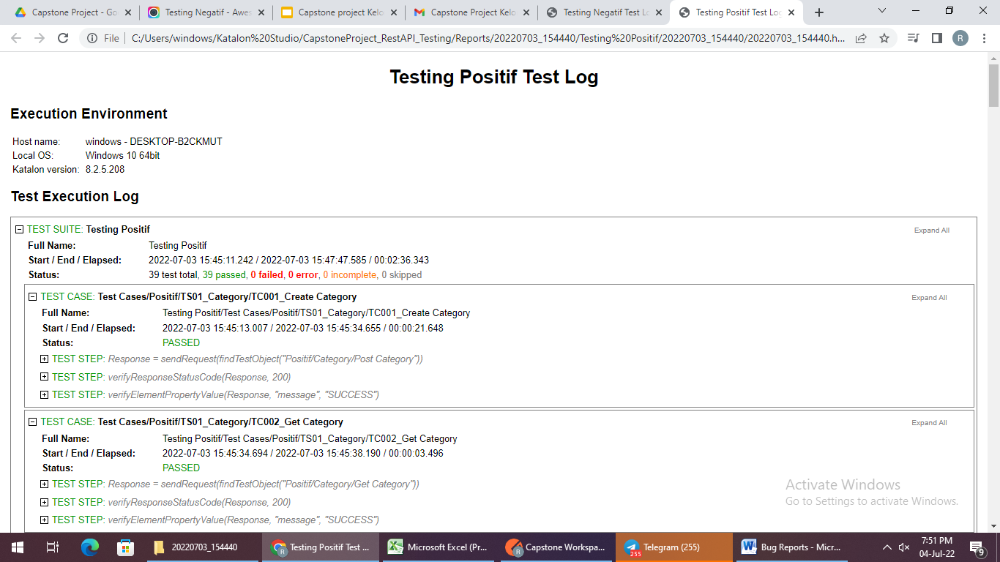 Capstone Project - Go
Testing Negatif - Awes
Capstone project Kelo
Capstone Project Kelo
Testing Negatif Test Lo
Testing Positif Test Log
File
C:/Users/windows/Katalon%20Studio/CapstoneProject_RestAPI_Testing/Reports/20220703_154440/Testing%20Positif/20220703_154440/20220703_154440.h...
R
Testing Positif Test Log
Execution Environment
Host name: windows - DESKTOP-B2CKMUT
Local OS: Windows 10 64bit
Katalon version: 8.2.5.208
Test Execution Log
TEST SUITE: Testing Positif Expand All
Full Name: Testing Positif
Start / End / Elapsed: 2022-07-03 15:45:11.242 / 2022-07-03 15:47:47.585 / 00:02:36.343
Status: 39 test total, 39 passed, 0 failed, 0 error, 0 incomplete, 0 skipped
TEST CASE: Test Cases/Positif/TS01_Category/TC001_Create Category Expand All
Full Name: Testing Positif/Test Cases/Positif/TS01_Category/TC001_Create Category
Start / End / Elapsed: 2022-07-03 15:45:13.007 / 2022-07-03 15:45:34.655 / 00:00:21.648
Status: PASSED
TEST STEP: Response = sendRequest(findTestObject("Positif/Category/Post Category"))
TEST STEP: verifyResponseStatusCode(Response, 200)
TEST STEP: verifyElementPropertyValue(Response, "message", "SUCCESS")
TEST CASE: Test Cases/Positif/TS01_Category/TC002_Get Category Expand All
Full Name: Testing Positif/Test Cases/Positif/TS01_Category/TC002_Get Category
Start / End / Elapsed: 2022-07-03 15:45:34.694 / 2022-07-03 15:45:38.190 / 00:00:03.496
Status: PASSED
TEST STEP: Response = sendRequest(findTestObject("Positif/Category/Get Category"))
TEST STEP: verifyResponseStatusCode(Response, 200)
TEST STEP: verifyElementPropertyValue(Response, "message", "SUCCESS")
Activate Windows
Go to Settings to activate Windows.
20220703_154440
R
Testing Positif Test ...
Microsoft Excel (Pr...
R
Capstone Workspa...
255
Telegram (255)
Bug Reports - Micr...
7:51 PM
04-Jul-22
9